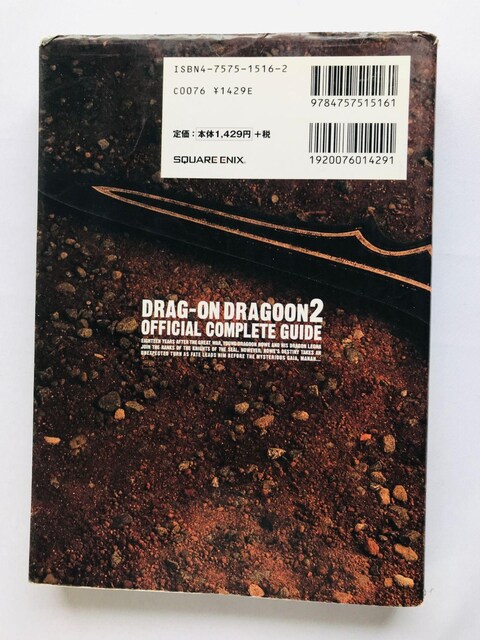 ISBN4-7575-1516-2
C0076 ¥1429E
9784757515161
定価：本体1,429円 +税
SQUARE ENIX.
1920076014291
DRAG-ON DRAGOON2
OFFICIAL COMPLETE GUIDE
EIGHTEEN YEARS AFTER THE GREAT WAR, YOUNG DRAGOON NOWE AND HIS DRAGON LEGNA
JOIN THE RANKS OF THE KNIGHTS OF THE SEAL. HOWEVER, NOWE'S DESTINY TAKES AN
UNEXPECTED TURN AS FATE LEADS HIM BEFORE THE MYSTERIOUS GAIA, MANAH....